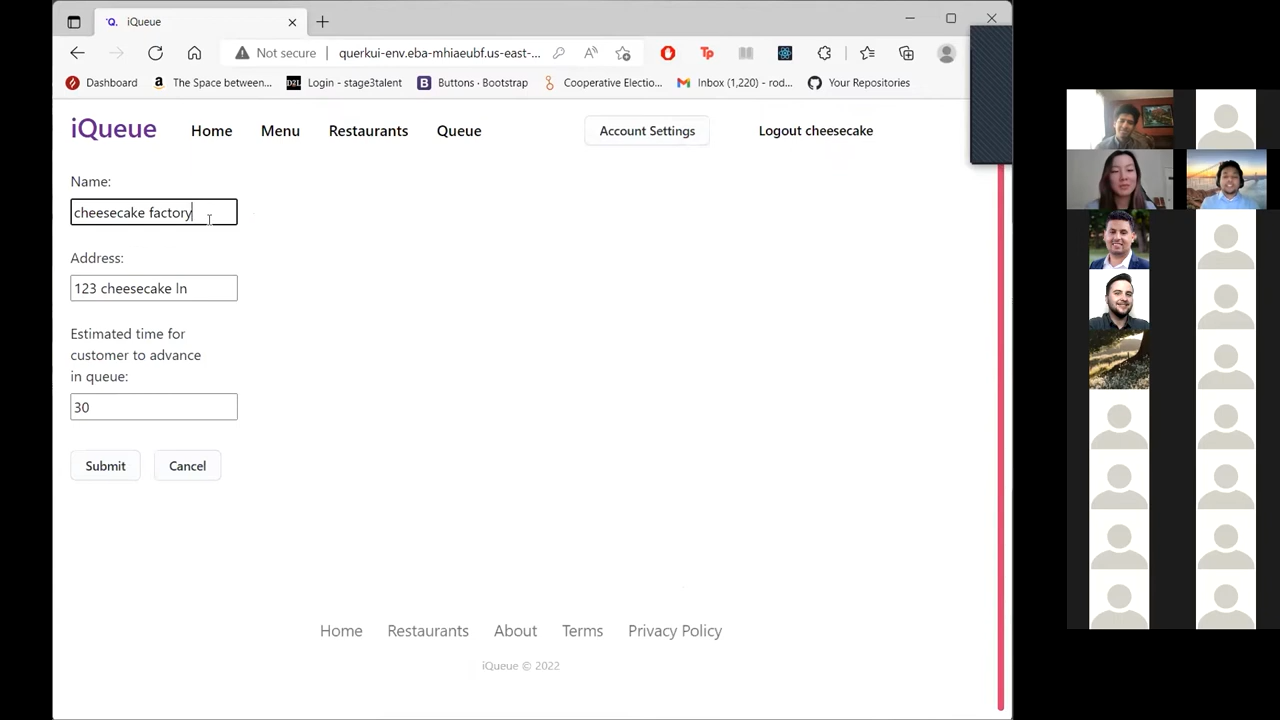 iQueue
Not secure querkui-env.eba-mhiaeubf.us-east-...
Dashboard The Space between... Login - stage3talent Buttons · Bootstrap Cooperative Electio... Inbox (1,220) - rod... Your Repositories
iQueue Home Menu Restaurants Queue Account Settings Logout cheesecake
Name:
cheesecake factory
Address:
123 cheesecake ln
Estimated time for
customer to advance
in queue:
30
Submit Cancel
Home Restaurants About Terms Privacy Policy
iQueue © 2022